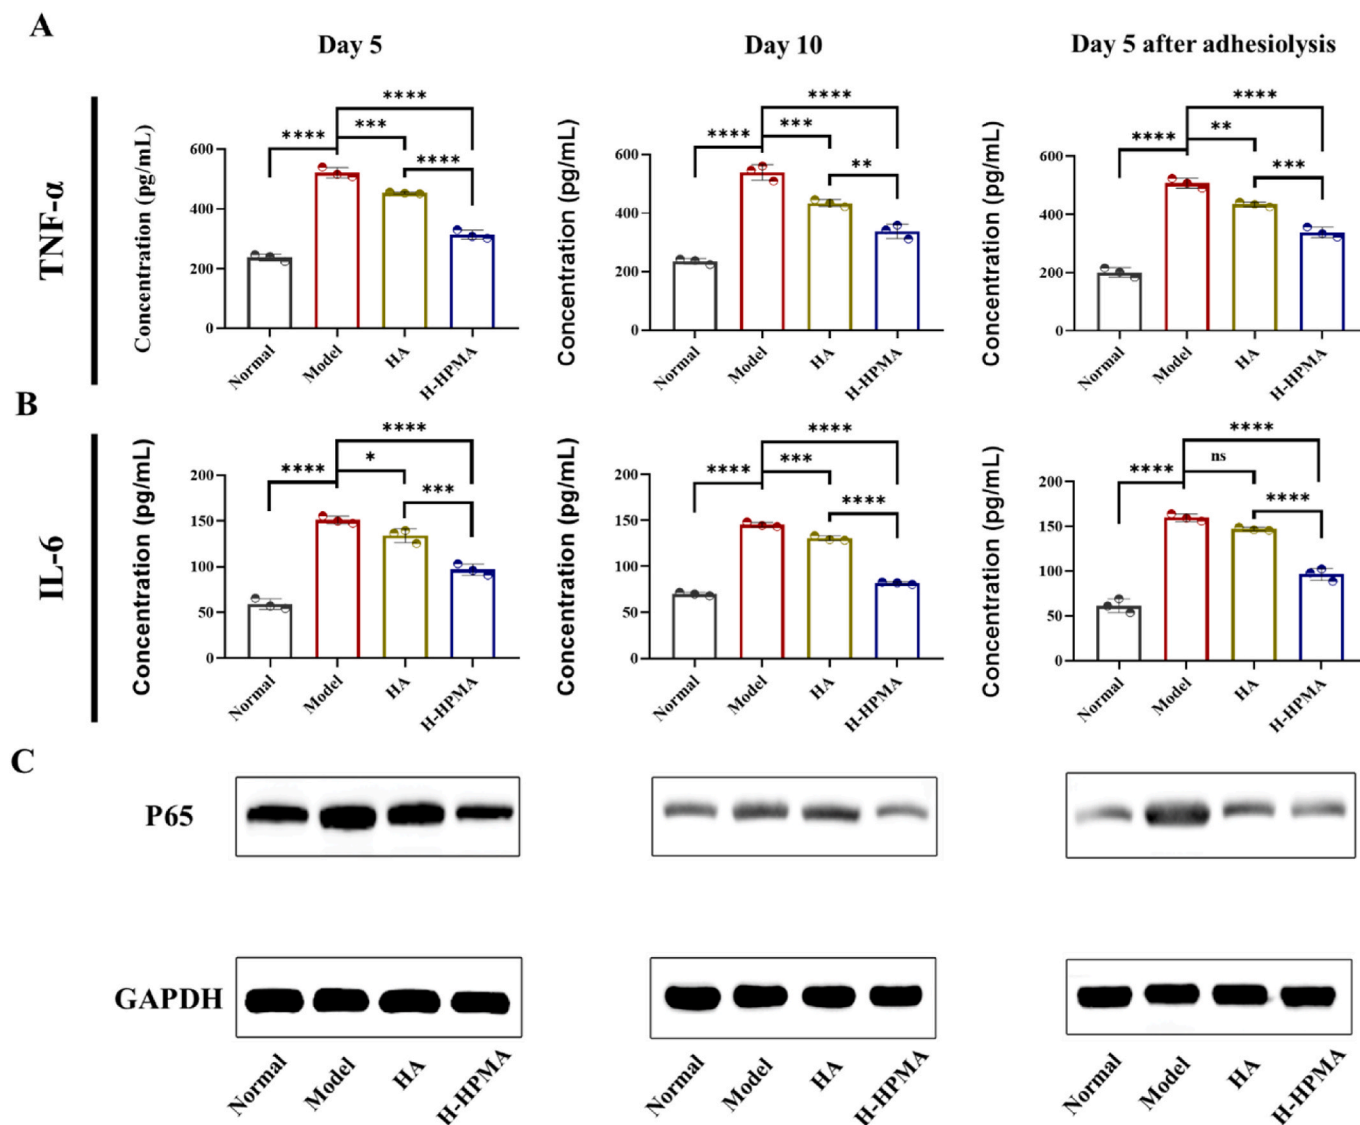 A
Day 5
Day 10
Day 5 after adhesiolysis
TNF-α
Concentration (pg/mL)
600
400
200
0
****
****
***
****
Normal
Model
HA
H-HPMA
Concentration (pg/mL)
600
400
200
0
****
****
***
**
Normal
Model
HA
H-HPMA
Concentration (pg/mL)
600
400
200
0
****
****
**
***
Normal
Model
HA
H-HPMA
B
IL-6
Concentration (pg/mL)
200
150
100
50
0
****
****
*
***
Normal
Model
HA
H-HPMA
Concentration (pg/mL)
200
150
100
50
0
****
****
***
****
Normal
Model
HA
H-HPMA
Concentration (pg/mL)
200
150
100
50
0
****
****
ns
****
Normal
Model
HA
H-HPMA
C
P65
GAPDH
Normal
Model
HA
H-HPMA
Normal
Model
HA
H-HPMA
Normal
Model
HA
H-HPMA